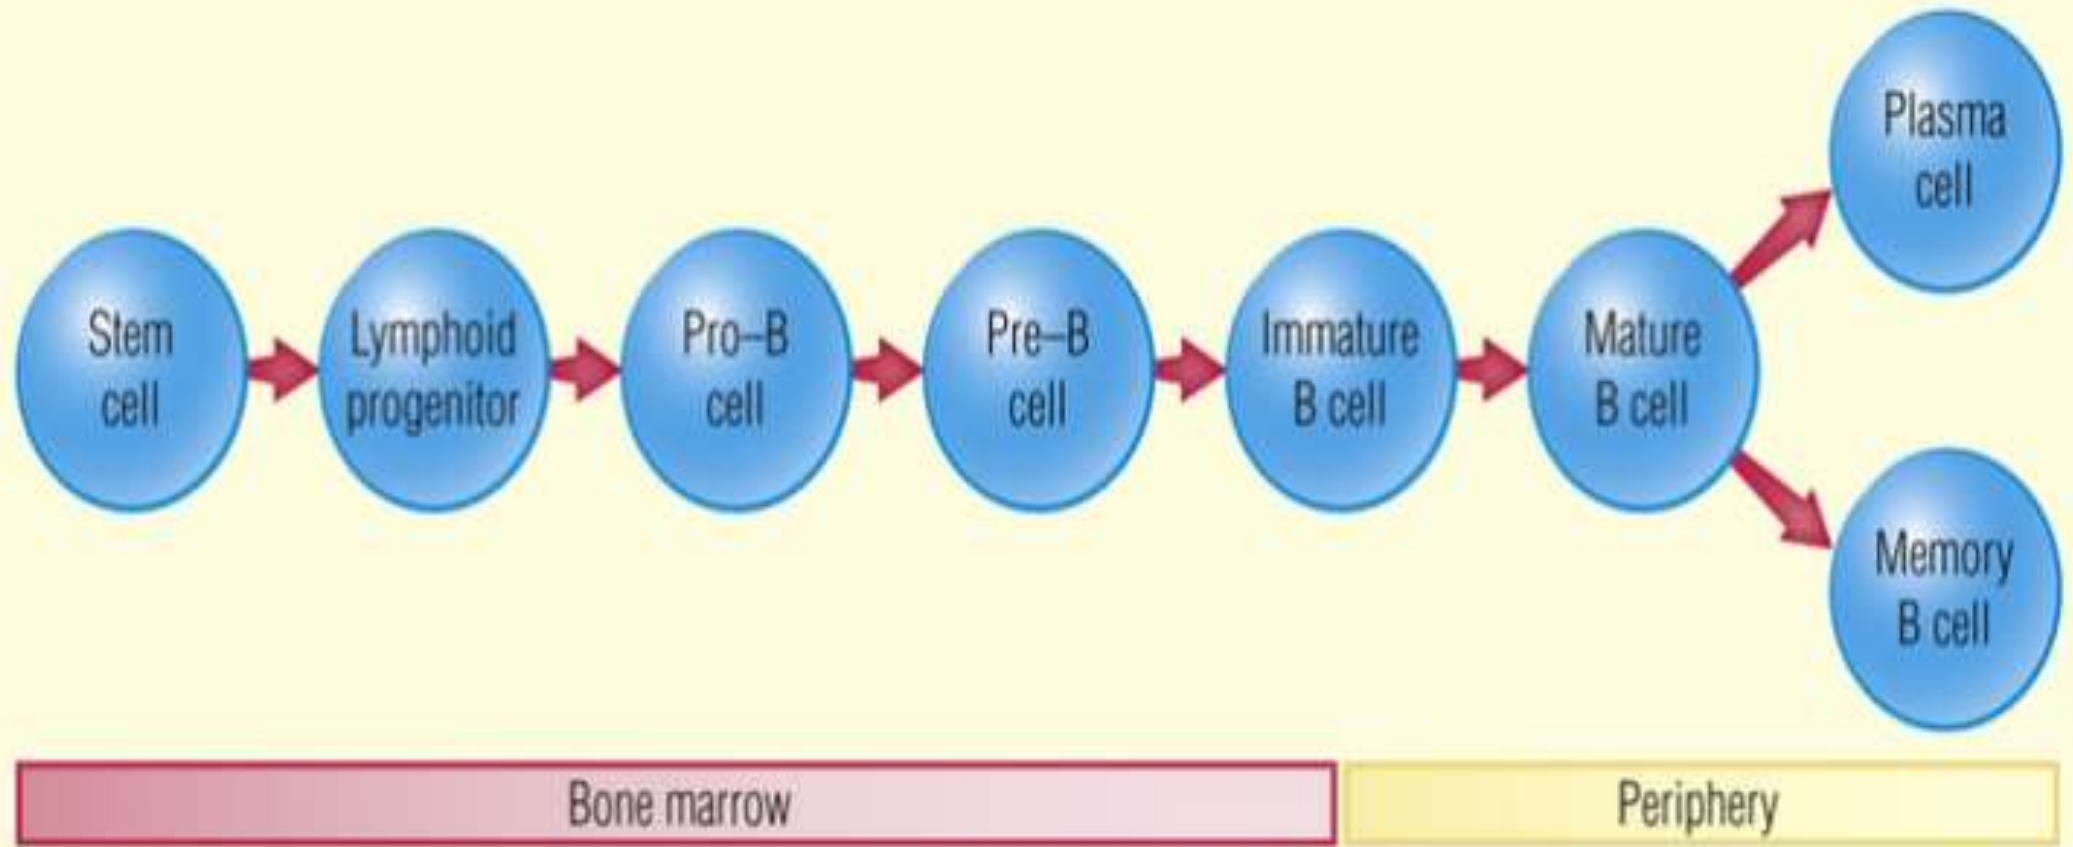 Stem
cell
Lymphoid
progenitor
Pro–B
cell
Pre–B
cell
Immature
B cell
Mature
B cell
Plasma
cell
Memory
B cell
Bone marrow
Periphery